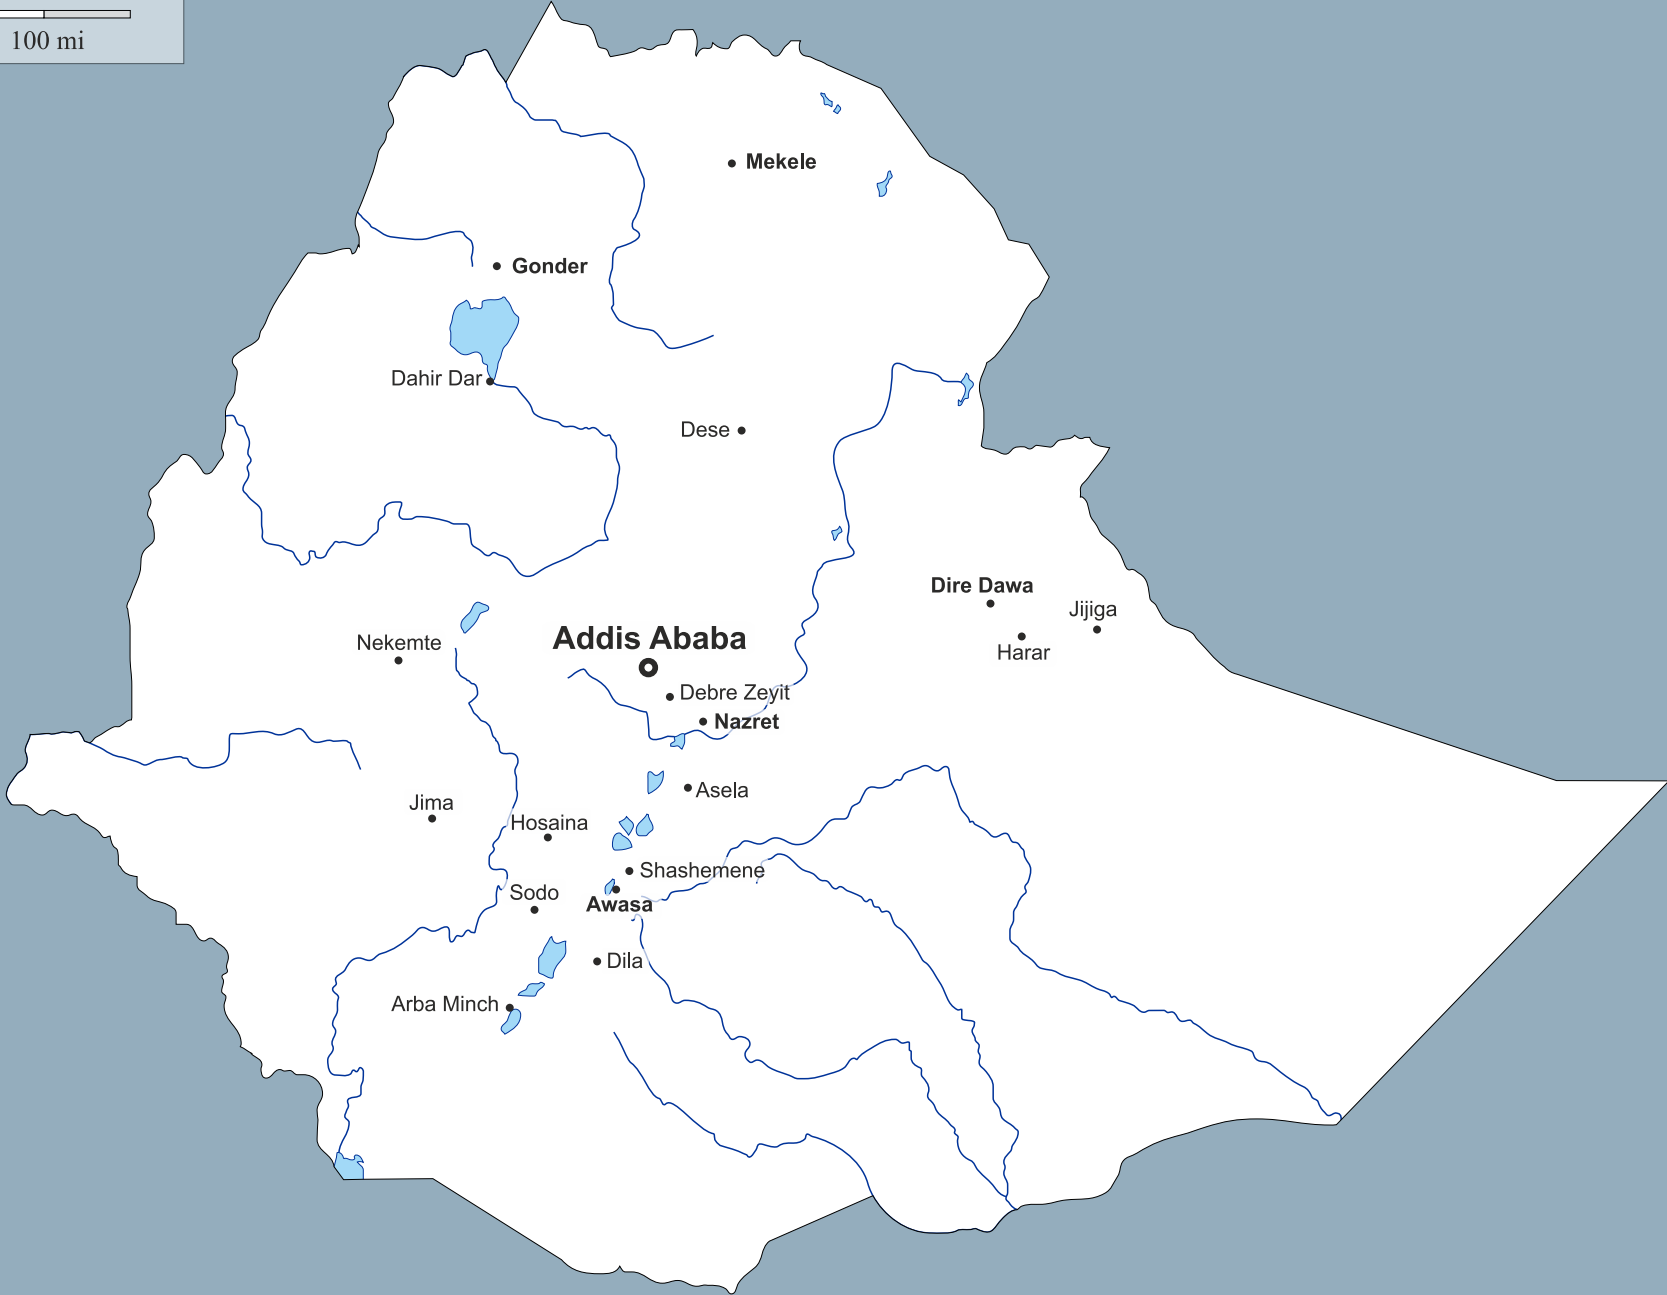 100 mi
Mekele
Gonder
Dahir Dar
Dese
Dire Dawa
Jijiga
Harar
Addis Ababa
Nekemte
Debre Zeyit
Nazret
Asela
Jima
Hosaina
Shashemene
Sodo
Awasa
Dila
Arba Minch